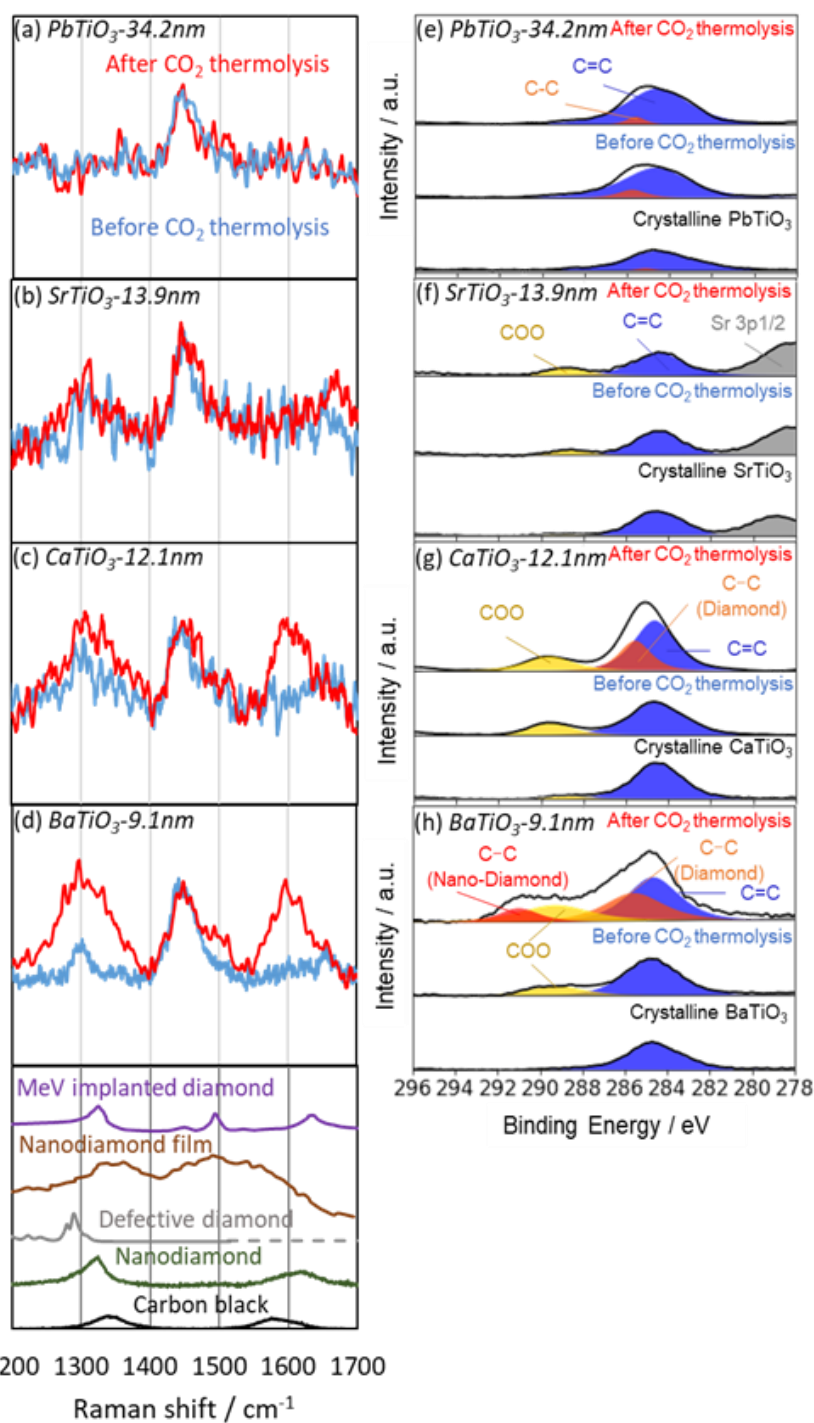 (a) PbTiO₃-34.2nm
After CO₂ thermolysis
Before CO₂ thermolysis
(b) SrTiO₃-13.9nm
(c) CaTiO₃-12.1nm
(d) BaTiO₃-9.1nm
MeV implanted diamond
Nanodiamond film
Defective diamond
Nanodiamond
Carbon black
200 1300 1400 1500 1600 1700
Raman shift / cm⁻¹
(e) PbTiO₃-34.2nm After CO₂ thermolysis
C=C
C-C
Before CO₂ thermolysis
Crystalline PbTiO₃
Intensity / a.u.
(f) SrTiO₃-13.9nm After CO₂ thermolysis
COO
C=C
Sr 3p1/2
Before CO₂ thermolysis
Crystalline SrTiO₃
(g) CaTiO₃-12.1nm After CO₂ thermolysis
C−C
(Diamond)
COO
C=C
Before CO₂ thermolysis
Crystalline CaTiO₃
Intensity / a.u.
(h) BaTiO₃-9.1nm After CO₂ thermolysis
C−C
(Nano-Diamond)
C−C
(Diamond)
C=C
COO
Before CO₂ thermolysis
Crystalline BaTiO₃
Intensity / a.u.
296 294 292 290 288 286 284 282 280 278
Binding Energy / eV